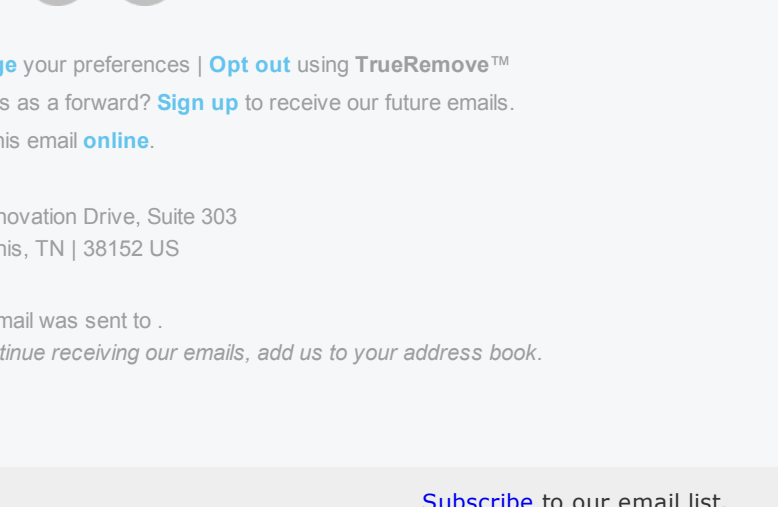 ge your preferences | Opt out using TrueRemove™
s as a forward? Sign up to receive our future emails.
his email online.
novation Drive, Suite 303
his, TN | 38152 US
mail was sent to .
tinue receiving our emails, add us to your address book.
Subscribe to our email list.